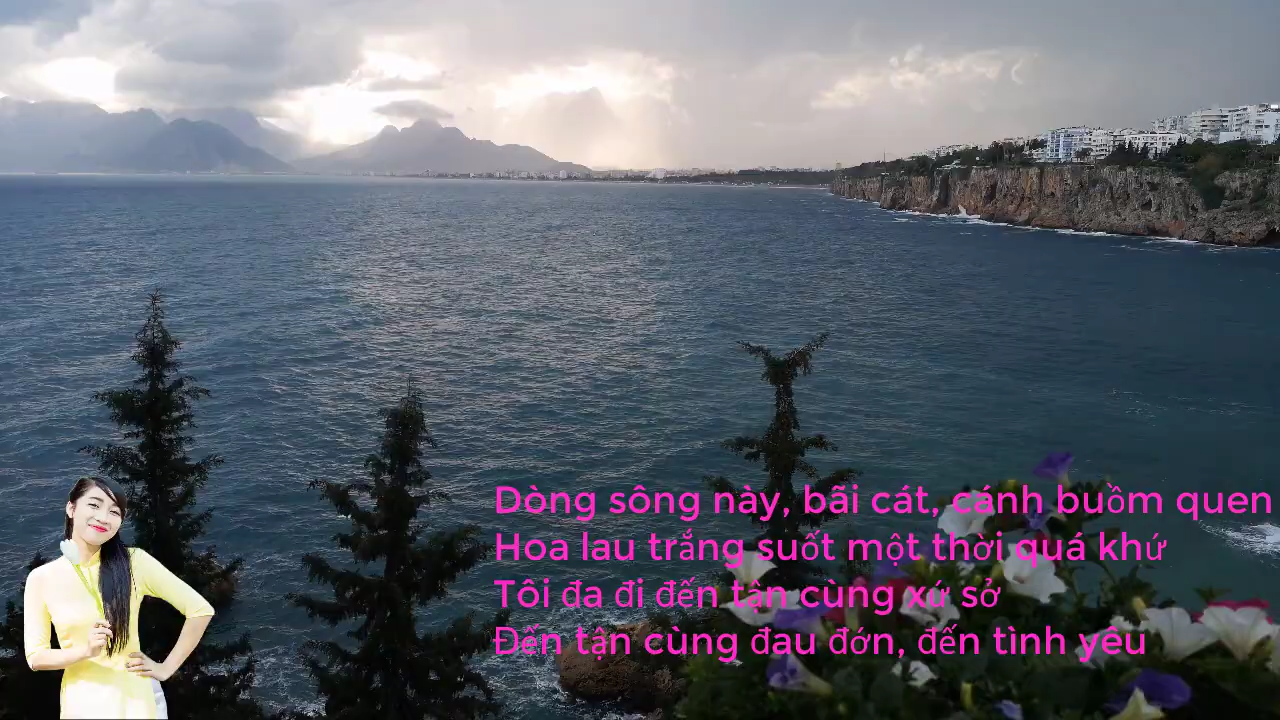 Dòng sông này, bãi cát, cánh buồm quen
Hoa lau trắng suốt một thời quá khứ
Tôi đa đi đến tận cùng xứ sở
Đến tận cùng đau đớn, đến tình yêu